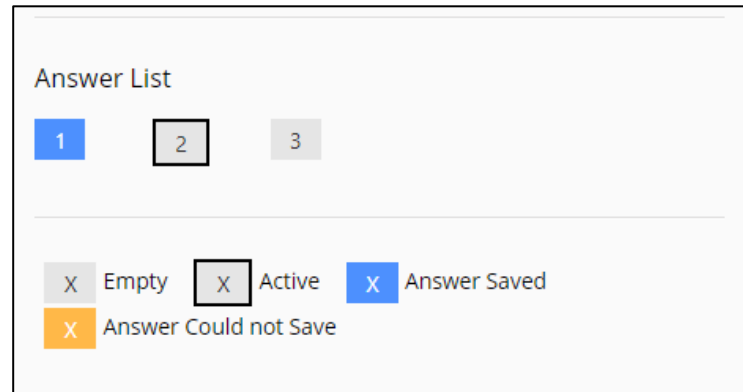 Answer List
1 2 3
X Empty X Active X Answer Saved
X Answer Could not Save